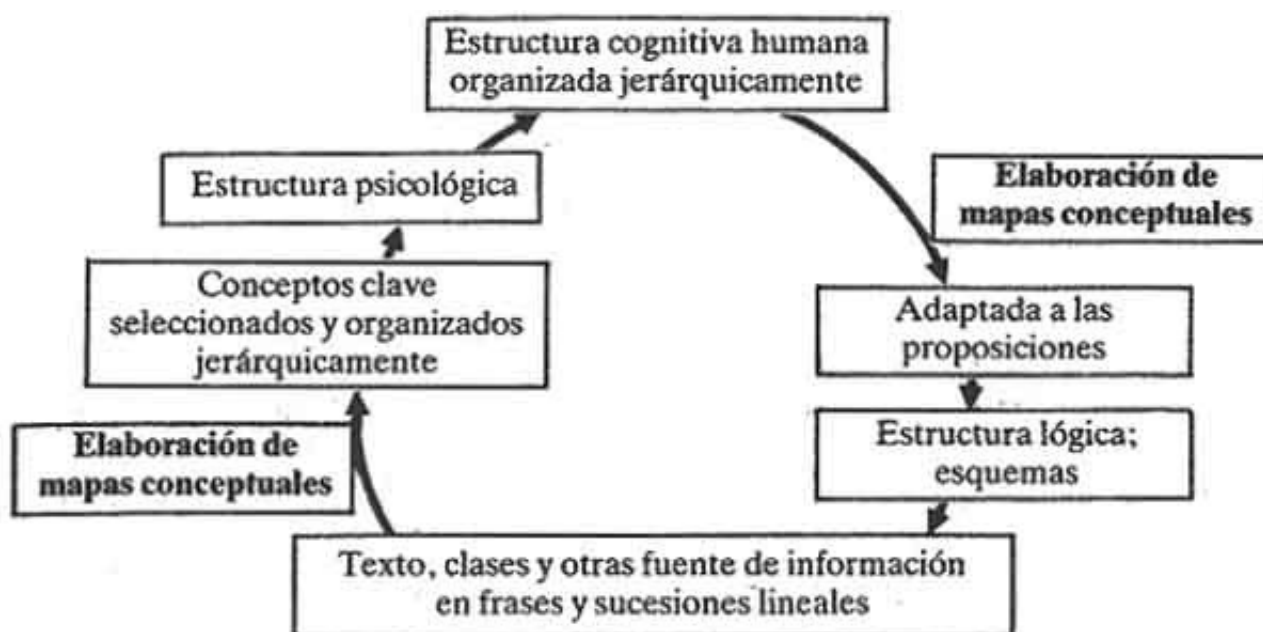 Estructura cognitiva humana
organizada jerárquicamente
Estructura psicológica
Elaboración de
mapas conceptuales
Conceptos clave
seleccionados y organizados
jerárquicamente
Adaptada a las
proposiciones
Elaboración de
mapas conceptuales
Estructura lógica;
esquemas
Texto, clases y otras fuente de información
en frases y sucesiones lineales